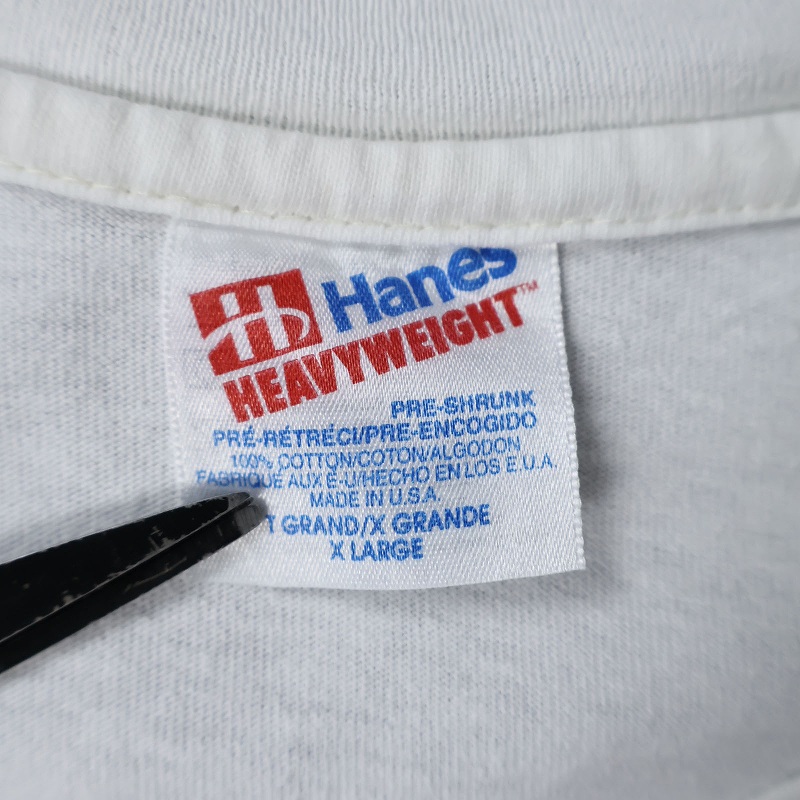 H Hanes
HEAVYWEIGHT™
PRE-SHRUNK
PRÉ-RÉTRÉCI/PRE-ENCOGIDO
100% COTTON/COTON/ALGODON
FABRIQUE AUX É-U/HECHO EN LOS E.U.A.
MADE IN U.S.A.
GRAND/X GRANDE
X LARGE